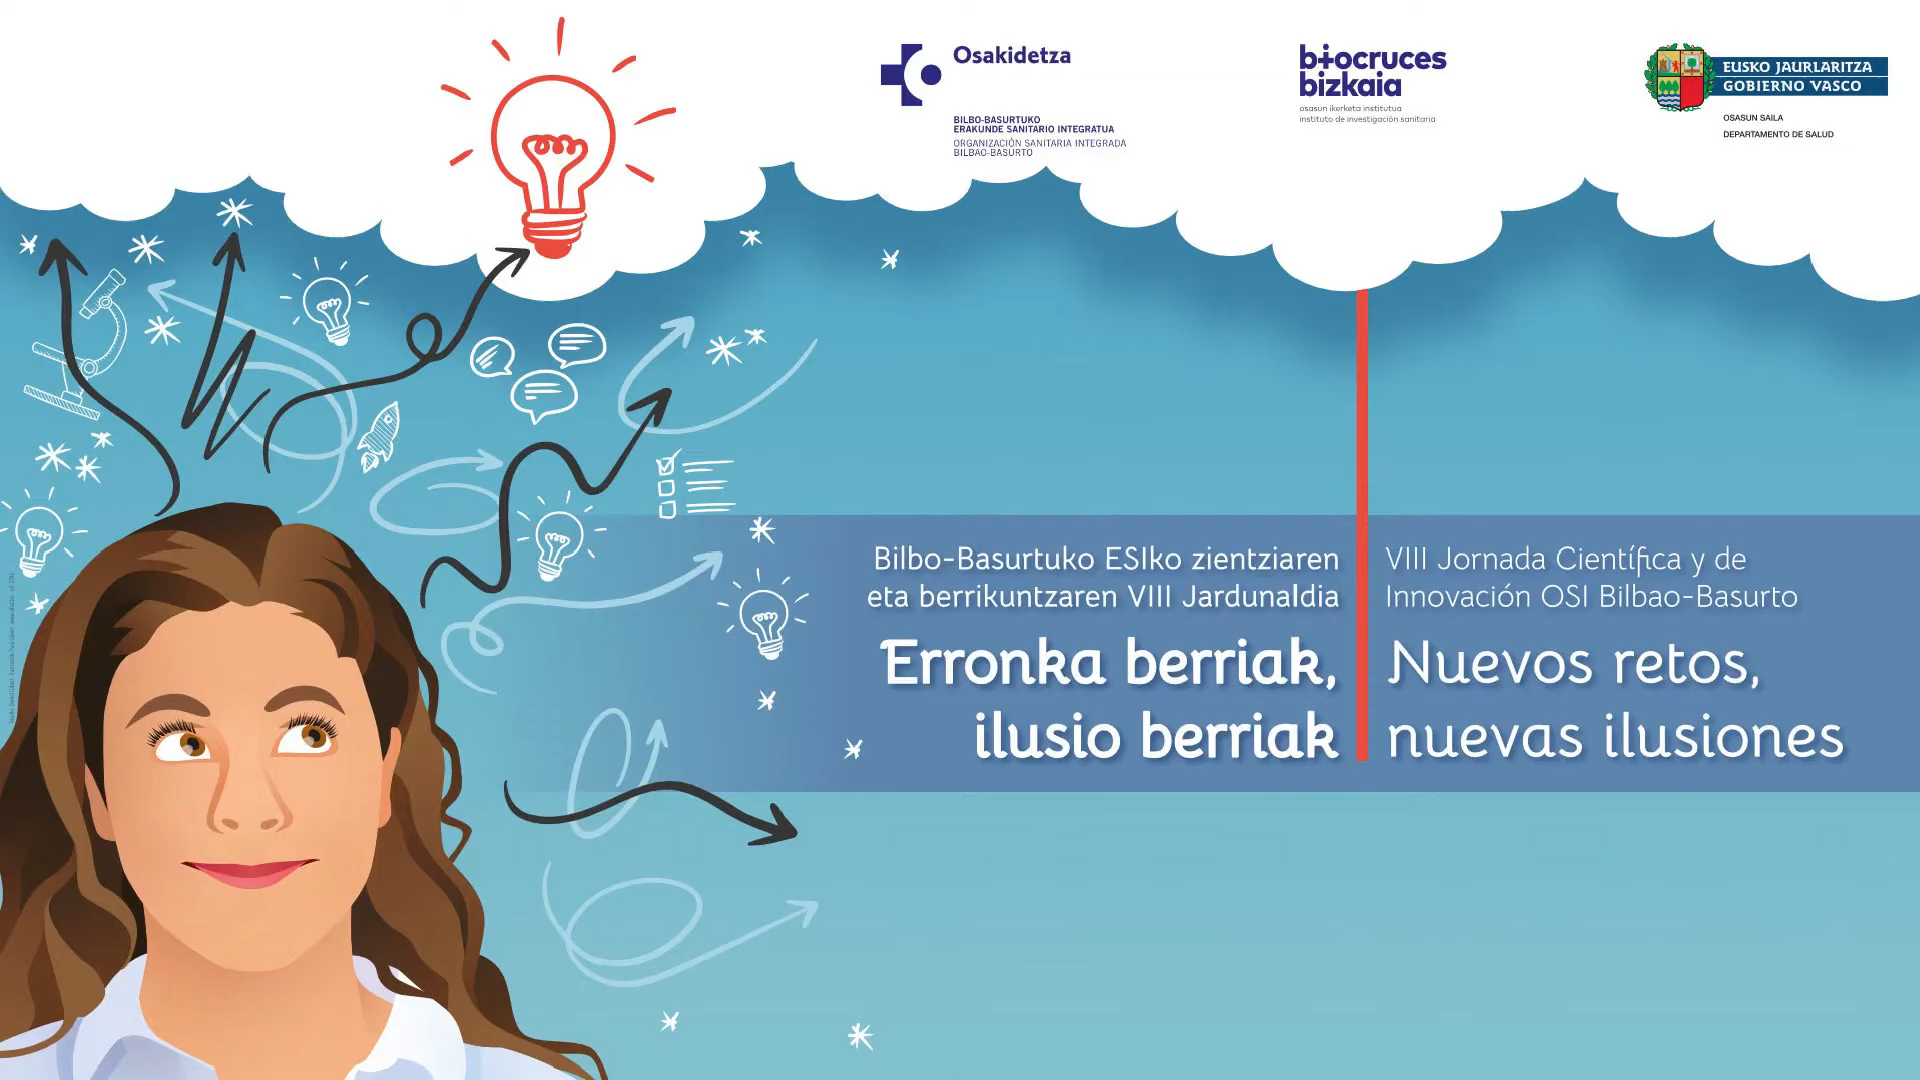 Osakidetza
BILBO-BASURTUKO
ERAKUNDE SANITARIO INTEGRATUA
ORGANIZACIÓN SANITARIA INTEGRADA
BILBAO-BASURTO
biocruces
bizkaia
osasun ikerketa institutua
instituto de investigación sanitaria
EUSKO JAURLARITZA
GOBIERNO VASCO
OSASUN SAILA
DEPARTAMENTO DE SALUD
Bilbo-Basurtuko ESIko zientziaren
eta berrikuntzaren VIII Jardunaldia
Erronka berriak,
ilusio berriak
VIII Jornada Científica y de
Innovación OSI Bilbao-Basurto
Nuevos retos,
nuevas ilusiones